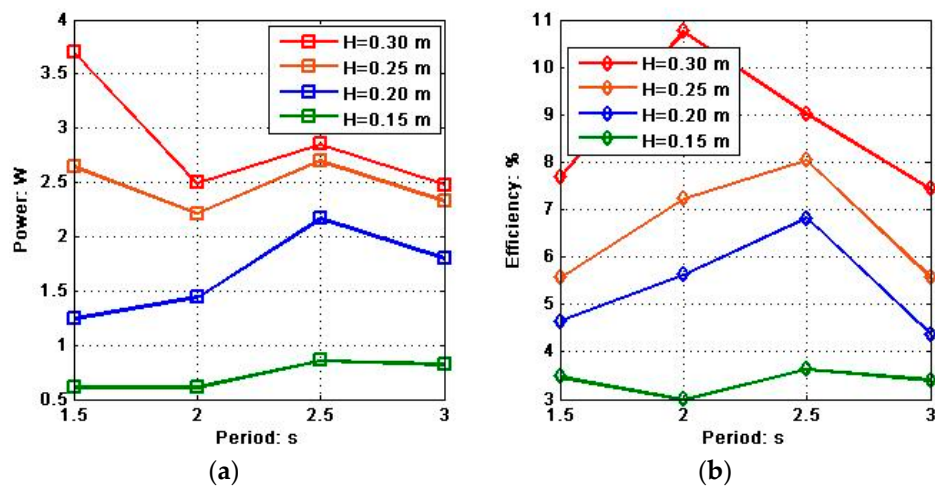 4
3.5
3
2.5
2
1.5
1
0.5
Power: W
H=0.30 m
H=0.25 m
H=0.20 m
H=0.15 m
1.5 2 2.5 3
Period: s
(a)
11
10
9
8
7
6
5
4
3
Efficiency: %
H=0.30 m
H=0.25 m
H=0.20 m
H=0.15 m
1.5 2 2.5 3
Period: s
(b)